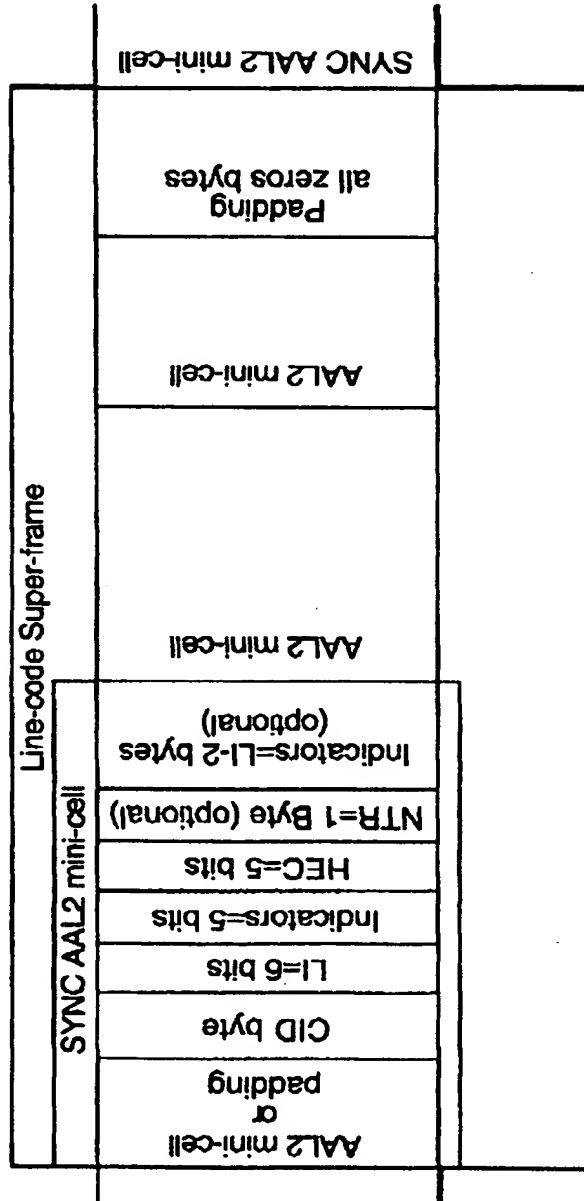 Line-code Super-frame
SYNC AAL2 mini-cell
AAL2 mini-cell
or
padding
CID byte
LI=6 bits
Indicators=5 bits
HEC=5 bits
NTR=1 Byte (optional)
Indicators=LI-2 bytes
(optional)
AAL2 mini-cell
AAL2 mini-cell
Padding
all zeros bytes
SYNC AAL2 mini-cell